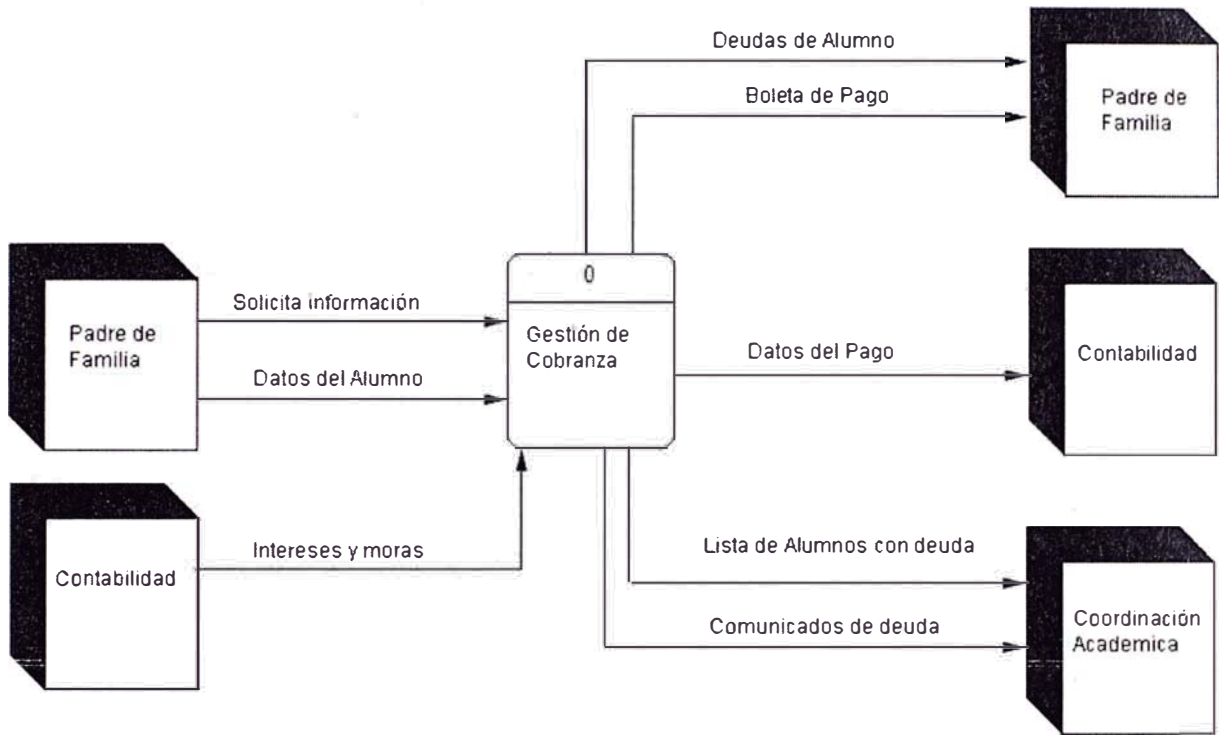 Deudas de Alumno
Boleta de Pago
Padre de
Familia
0
Gestión de
Cobranza
Solicita información
Padre de
Familia
Datos del Alumno
Datos del Pago
Contabilidad
Intereses y moras
Contabilidad
Lista de Alumnos con deuda
Comunicados de deuda
Coordinación
Academica